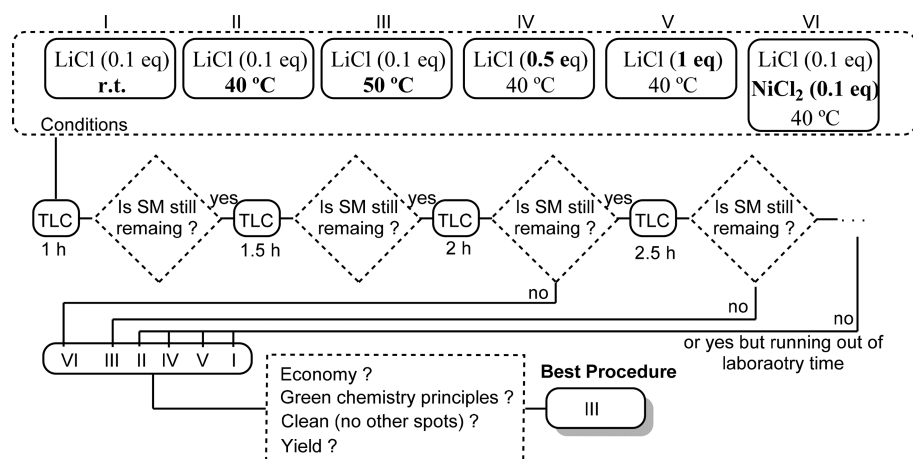 I II III IV V VI
LiCl (0.1 eq)
r.t.
LiCl (0.1 eq)
40 ºC
LiCl (0.1 eq)
50 ºC
LiCl (0.5 eq)
40 ºC
LiCl (1 eq)
40 ºC
LiCl (0.1 eq)
NiCl2 (0.1 eq)
40 ºC
Conditions
TLC
1 h
Is SM still
remaing ?
yes
TLC
1.5 h
Is SM still
remaing ?
yes
TLC
2 h
Is SM still
remaing ?
yes
TLC
2.5 h
Is SM still
remaing ?
. . .
no
no
no
or yes but running out of
laboraotry time
VI III II IV V I
Economy ?
Green chemistry principles ?
Clean (no other spots) ?
Yield ?
Best Procedure
III